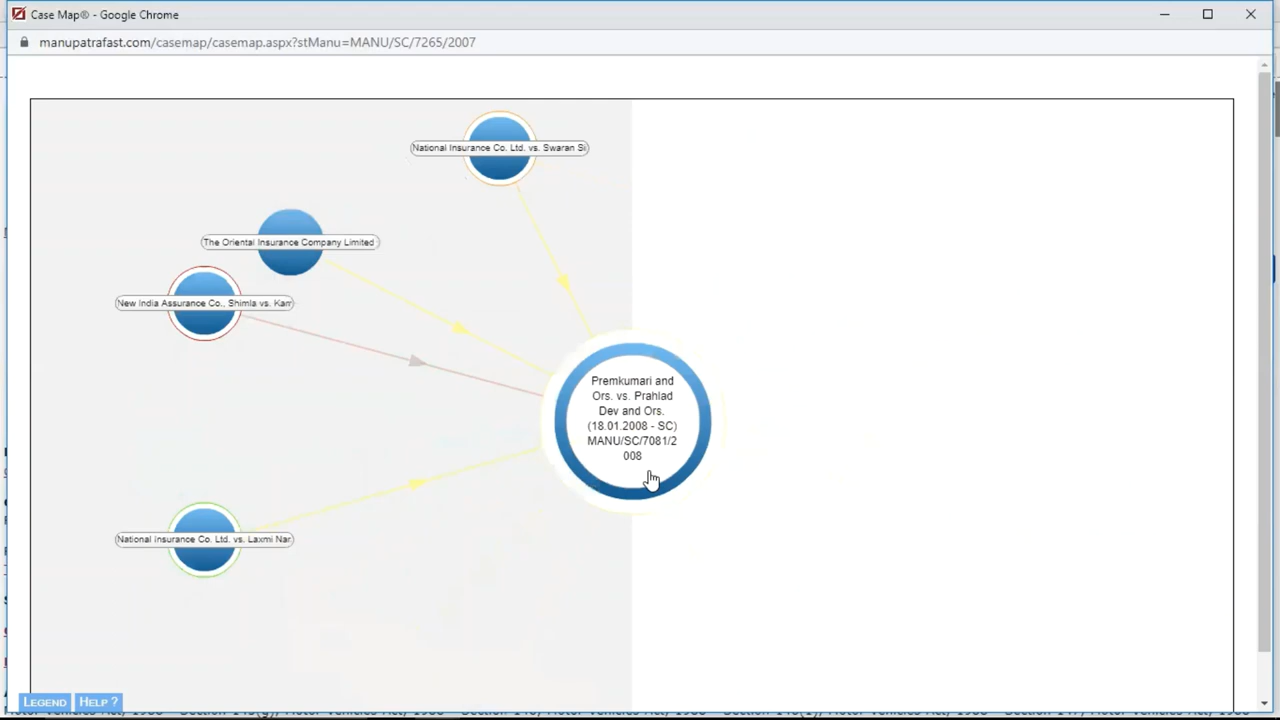 Case Map® - Google Chrome
manupatrafast.com/casemap/casemap.aspx?stManu=MANU/SC/7265/2007
National Insurance Co. Ltd. vs. Swaran Si
The Oriental Insurance Company Limited
New India Assurance Co., Shimla vs. Kam
Premkumari and
Ors. vs. Prahlad
Dev and Ors.
(18.01.2008 - SC)
MANU/SC/7081/2
008
National Insurance Co. Ltd. vs. Laxmi Nar
LEGEND HELP ?